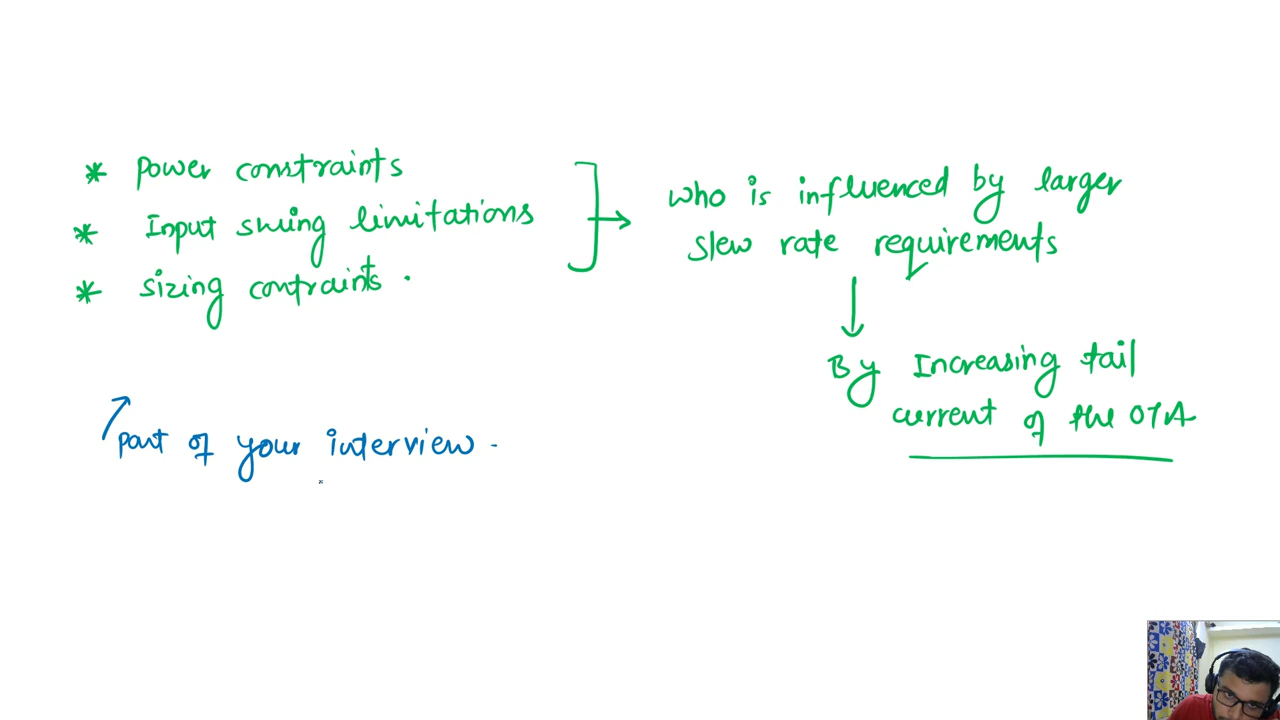 * Power constraints
* Input swing limitations
* sizing contraints.
who is influenced by larger
slew rate requirements
By Increasing tail
current of the OTA
part of your interview.